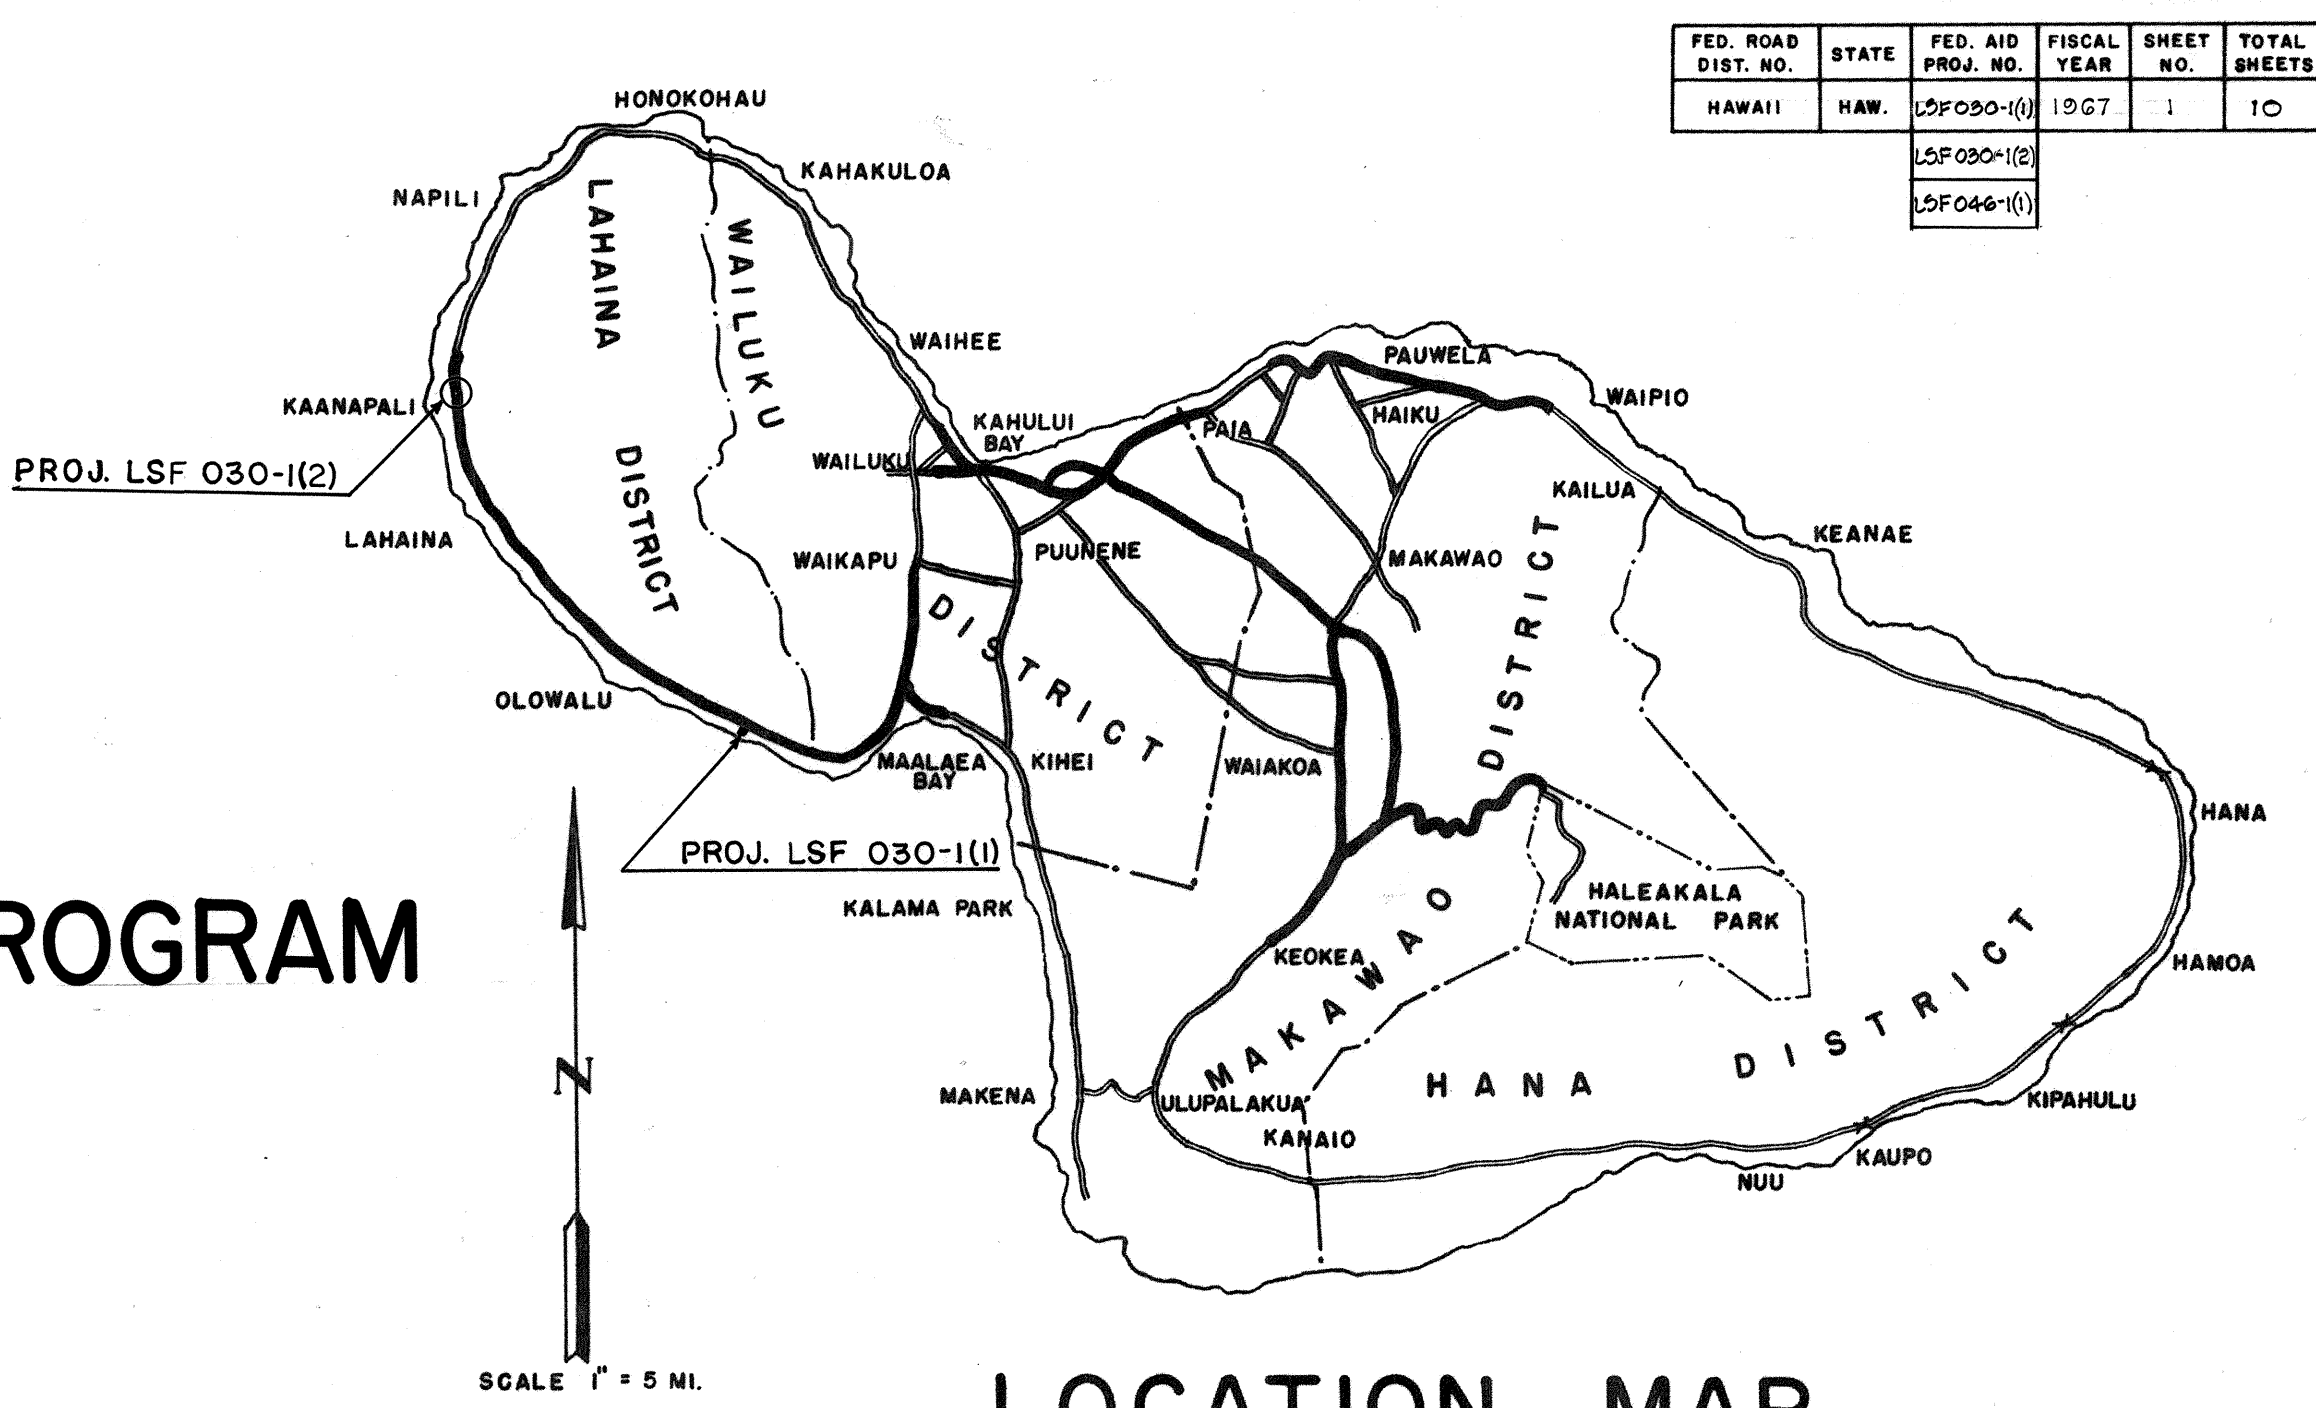 FED. ROAD DIST. NO. STATE FED. AID PROJ. NO. FISCAL YEAR SHEET NO. TOTAL SHEETS
HAWAII HAW. LSF030-1(1) 1967 1 10
LSF030-1(2)
LSF046-1(1)
HONOKOHAU
KAHAKULOA
NAPILI
LAHAINA
WAILUKU
WAIHEE
PAUWELA
WAIPIO
KAANAPALI
KAHULUI
BAY
PAIA
HAIKU
PROJ. LSF 030-1(2)
WAILUKU
DISTRICT
KAILUA
LAHAINA
KEANAE
WAIKAPU
PUUNENE
MAKAWAO
DISTRICT
DISTRICT
OLOWALU
MAALAEA
BAY
KIHEI
WAIAKOA
HANA
PROJ. LSF 030-1(1)
HALEAKALA
NATIONAL PARK
KALAMA PARK
ROGRAM
KEOKEA
MAKAWAO
HAMOA
DISTRICT
HANA
N
MAKENA
ULUPALAKUA
KIPAHULU
KANAIO
KAUPO
NUU
SCALE 1" = 5 MI.
LOCATION MAP